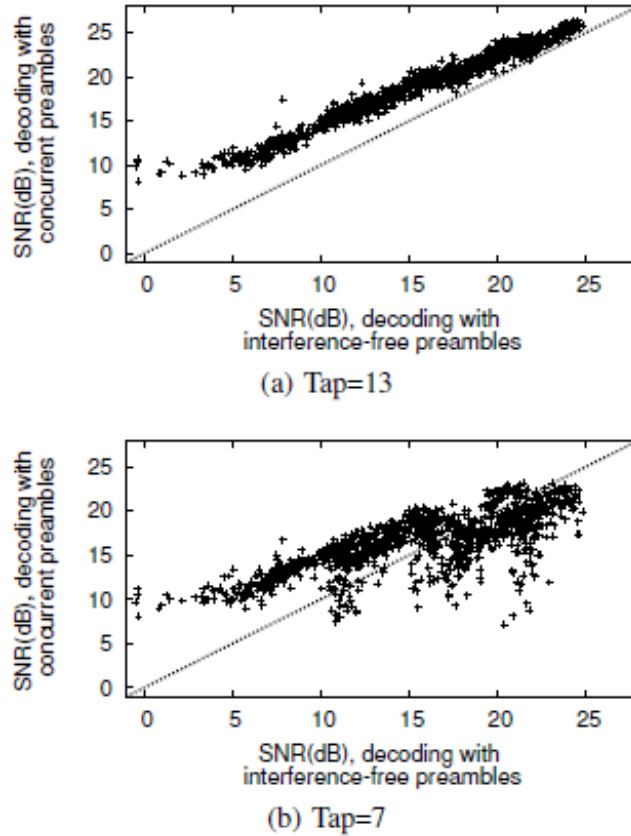 SNR(dB), decoding with
concurrent preambles
25
20
15
10
5
0
0 5 10 15 20 25
SNR(dB), decoding with
interference-free preambles
(a) Tap=13
SNR(dB), decoding with
concurrent preambles
25
20
15
10
5
0
0 5 10 15 20 25
SNR(dB), decoding with
interference-free preambles
(b) Tap=7